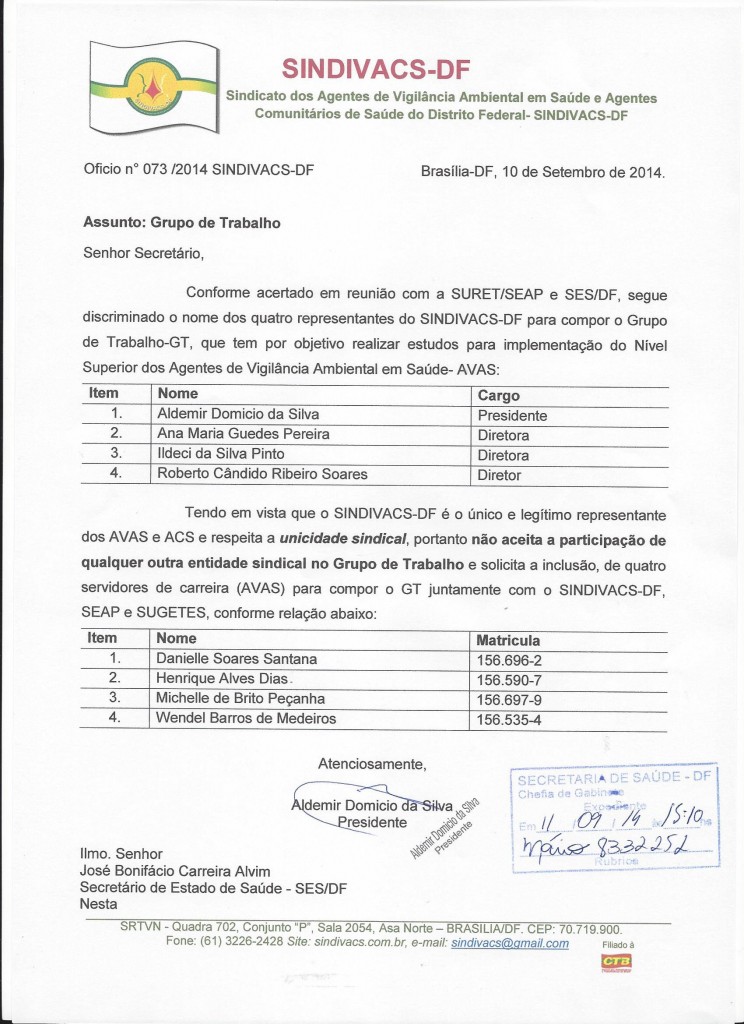 SINDIVACS-DF
Sindicato dos Agentes de Vigilância Ambiental em Saúde e Agentes
Comunitários de Saúde do Distrito Federal- SINDIVACS-DF
Oficio n° 073 /2014 SINDIVACS-DF Brasília-DF, 10 de Setembro de 2014.
Assunto: Grupo de Trabalho
Senhor Secretário,
Conforme acertado em reunião com a SURET/SEAP e SES/DF, segue
discriminado o nome dos quatro representantes do SINDIVACS-DF para compor o Grupo
de Trabalho-GT, que tem por objetivo realizar estudos para implementação do Nível
Superior dos Agentes de Vigilância Ambiental em Saúde- AVAS:
Item Nome Cargo
1. Aldemir Domicio da Silva Presidente
2. Ana Maria Guedes Pereira Diretora
3. Ildeci da Silva Pinto Diretora
4. Roberto Cândido Ribeiro Soares Diretor
Tendo em vista que o SINDIVACS-DF é o único e legítimo representante
dos AVAS e ACS e respeita a unicidade sindical, portanto não aceita a participação de
qualquer outra entidade sindical no Grupo de Trabalho e solicita a inclusão, de quatro
servidores de carreira (AVAS) para compor o GT juntamente com o SINDIVACS-DF,
SEAP e SUGETES, conforme relação abaixo:
Item Nome Matricula
1. Danielle Soares Santana 156.696-2
2. Henrique Alves Dias. 156.590-7
3. Michelle de Brito Peçanha 156.697-9
4. Wendel Barros de Medeiros 156.535-4
Atenciosamente,
Aldemir Domicio da Silva
Presidente
Aldemir Domicio da Silva
Presidente
SECRETARIA DE SAÚDE - DF
Chefia de Gabinete
Expediente
Em 11 / 09 / 14 às 15:10 hs
Mário 8332252
Rubrios
Ilmo. Senhor
José Bonifácio Carreira Alvim
Secretário de Estado de Saúde - SES/DF
Nesta
SRTVN - Quadra 702, Conjunto “P”, Sala 2054, Asa Norte – BRASILIA/DF. CEP: 70.719.900.
Fone: (61) 3226-2428 Site: sindivacs.com.br, e-mail: sindivacs@gmail.com
Filiado à
CTB